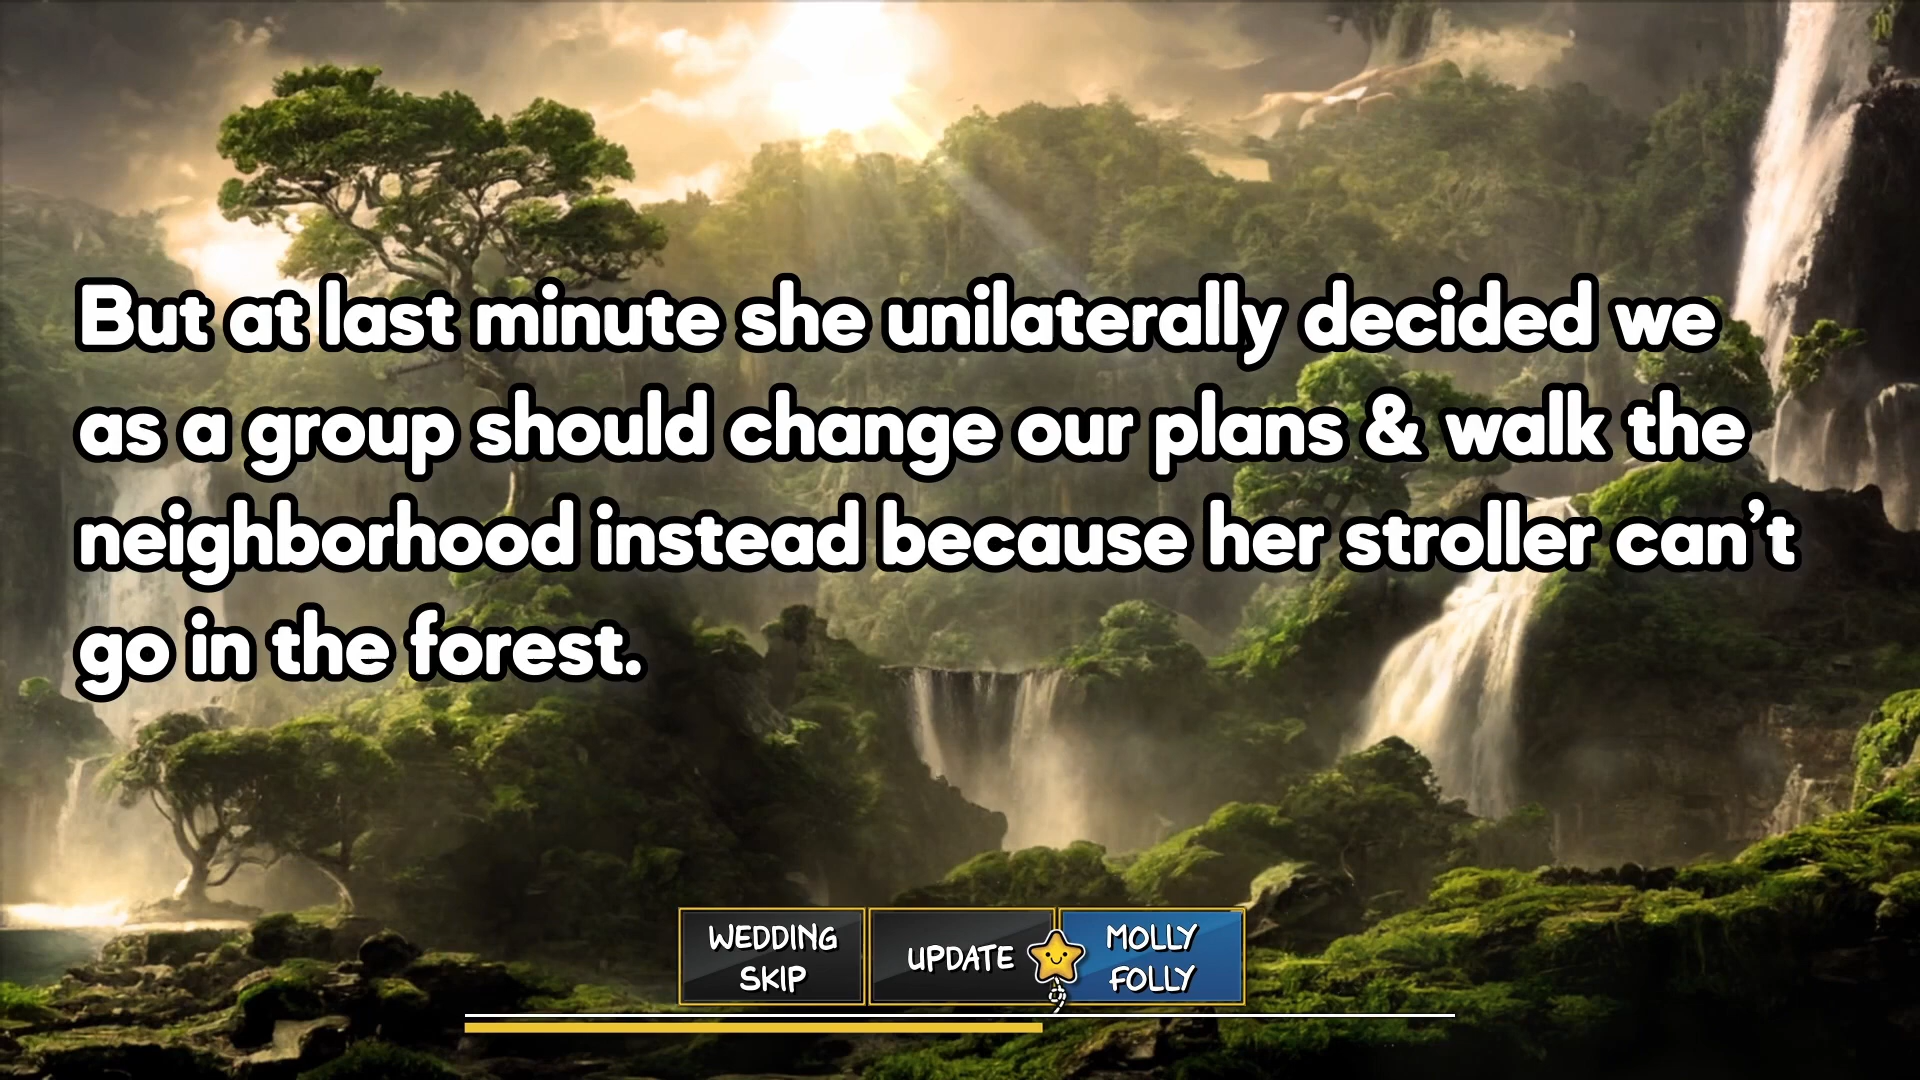 But at last minute she unilaterally decided we
as a group should change our plans & walk the
neighborhood instead because her stroller can’t
go in the forest.
WEDDING
SKIP
UPDATE
MOLLY
FOLLY